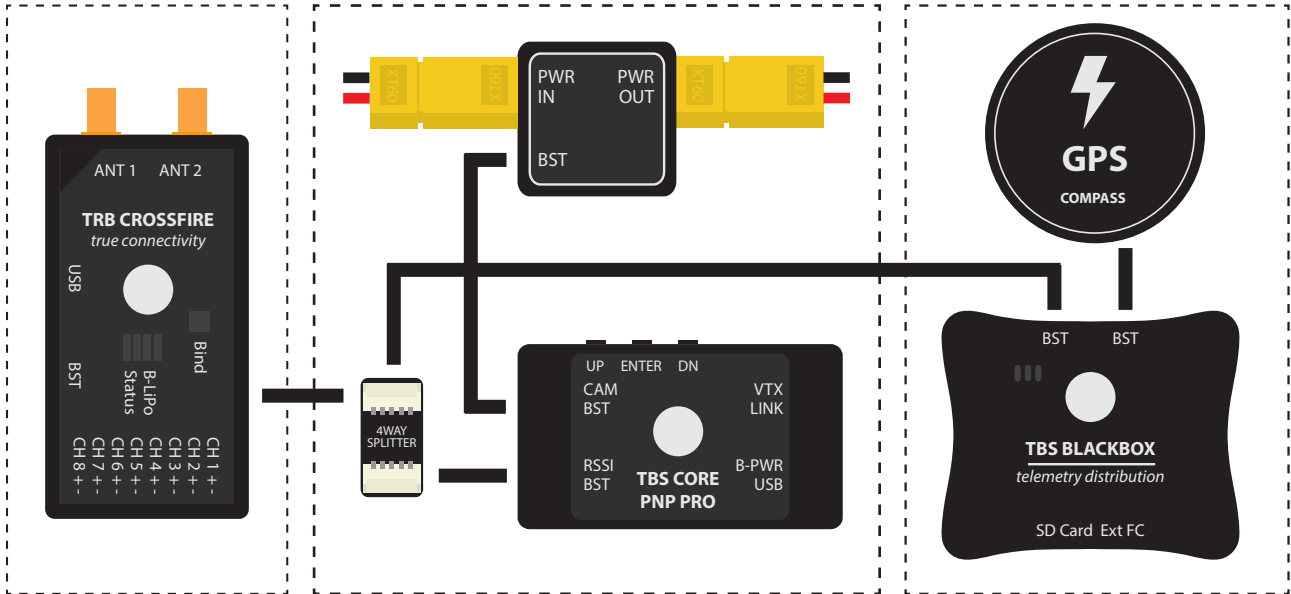 ANT 1 ANT 2
TRB CROSSFIRE
true connectivity
USB
BST
Bind
B-LiPo
Status
CH 1 + -
CH 2 + -
CH 3 + -
CH 4 + -
CH 5 + -
CH 6 + -
CH 7 + -
CH 8 + -
XT60
XT60
PWR IN
PWR OUT
BST
XT60
XT60
4WAY
SPLITTER
UP ENTER DN
CAM
BST
VTX
LINK
RSSI
BST
B-PWR
USB
TBS CORE
PNP PRO
GPS
COMPASS
BST BST
TBS BLACKBOX
telemetry distribution
SD Card Ext FC